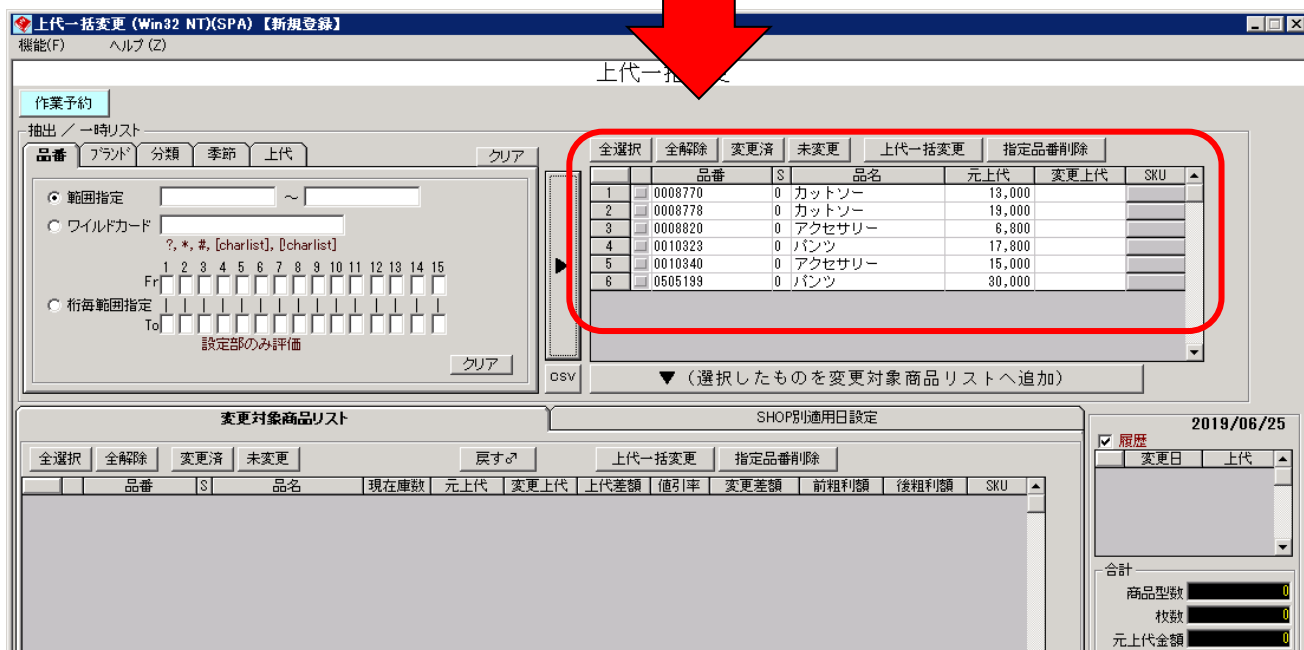 上代一括変更 (Win32 NT)(SPA) 【新規登録】
機能(F) ヘルプ(Z)
上代一括変更
作業予約
抽出 / 一時リスト
品番 ブランド 分類 季節 上代 クリア
範囲指定 ~
ワイルドカード
?, *, #, [charlist], [!charlist]
1 2 3 4 5 6 7 8 9 10 11 12 13 14 15
Fr
桁毎範囲指定
To
設定部のみ評価
クリア
▶
CSV
全選択 全解除 変更済 未変更 上代一括変更 指定品番削除
品番 S 品名 元上代 変更上代 SKU
1 0008770 0 カットソー 13,000
2 0008778 0 カットソー 19,000
3 0008820 0 アクセサリー 6,800
4 0010323 0 パンツ 17,800
5 0010340 0 アクセサリー 15,000
6 0505199 0 パンツ 30,000
▼ (選択したものを変更対象商品リストへ追加)
変更対象商品リスト SHOP別適用日設定
全選択 全解除 変更済 未変更 戻す♂ 上代一括変更 指定品番削除
品番 S 品名 現在庫数 元上代 変更上代 上代差額 値引率 変更差額 前粗利額 後粗利額 SKU
2019/06/25
履歴
変更日 上代
合計
商品型数 0
枚数 0
元上代金額 0